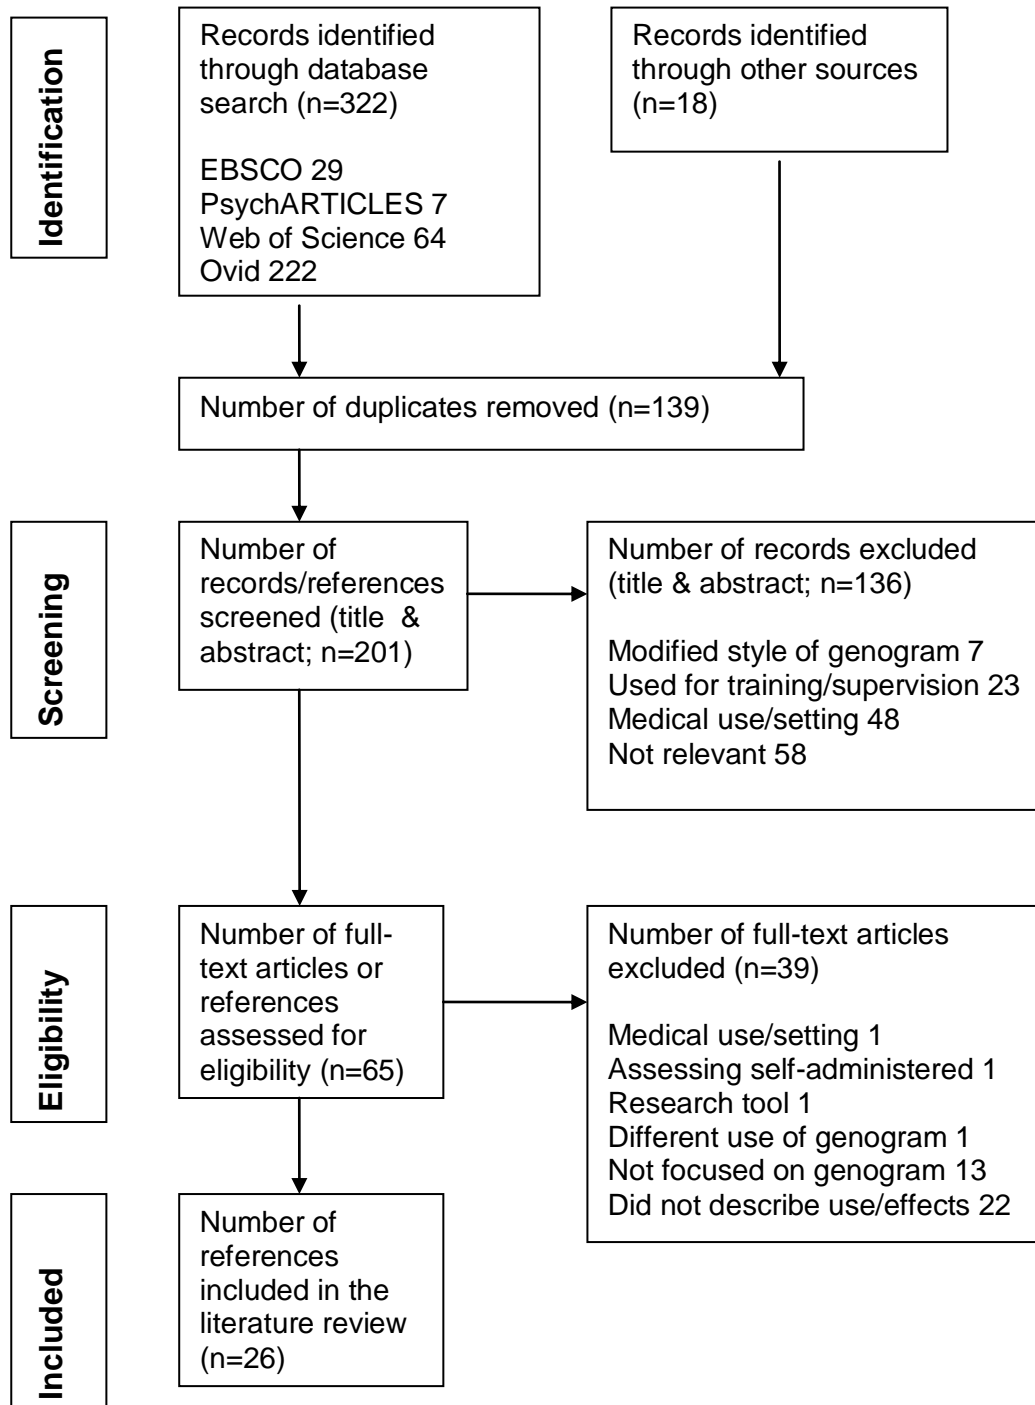 Identification
Records identified
through database
search (n=322)
EBSCO 29
PsychARTICLES 7
Web of Science 64
Ovid 222
Records identified
through other sources
(n=18)
Number of duplicates removed (n=139)
Screening
Number of
records/references
screened (title &
abstract; n=201)
Number of records excluded
(title & abstract; n=136)
Modified style of genogram 7
Used for training/supervision 23
Medical use/setting 48
Not relevant 58
Eligibility
Number of full-
text articles or
references
assessed for
eligibility (n=65)
Number of full-text articles
excluded (n=39)
Medical use/setting 1
Assessing self-administered 1
Research tool 1
Different use of genogram 1
Not focused on genogram 13
Did not describe use/effects 22
Included
Number of
references
included in the
literature review
(n=26)